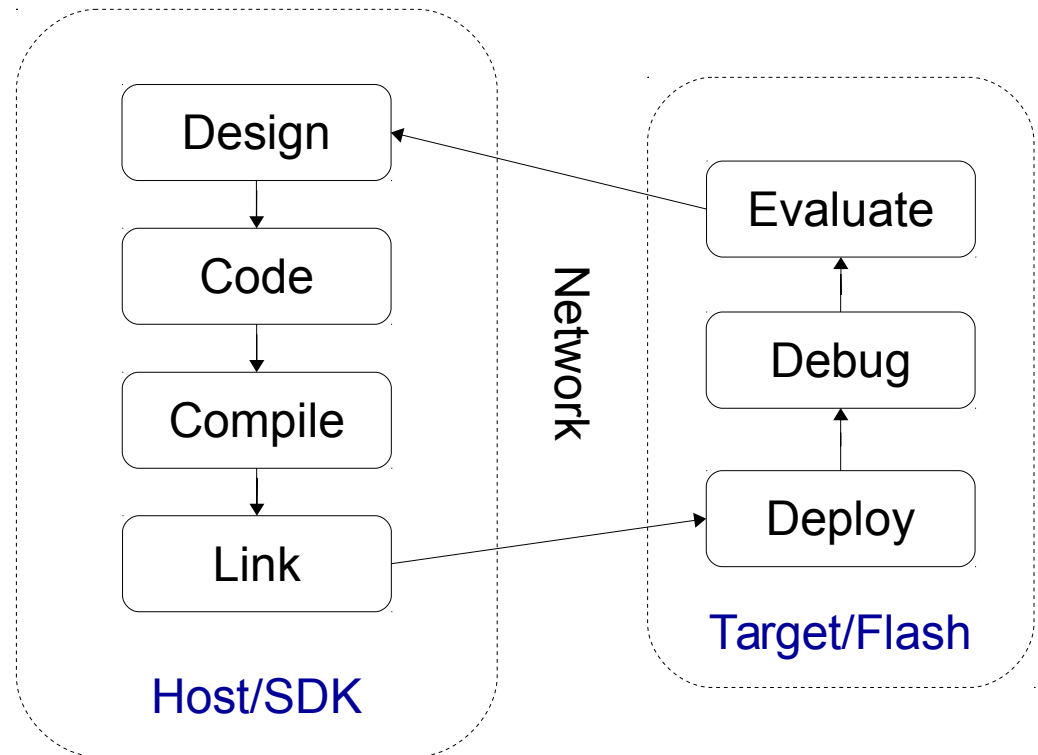 Design
Code
Compile
Link
Host/SDK
Network
Evaluate
Debug
Deploy
Target/Flash